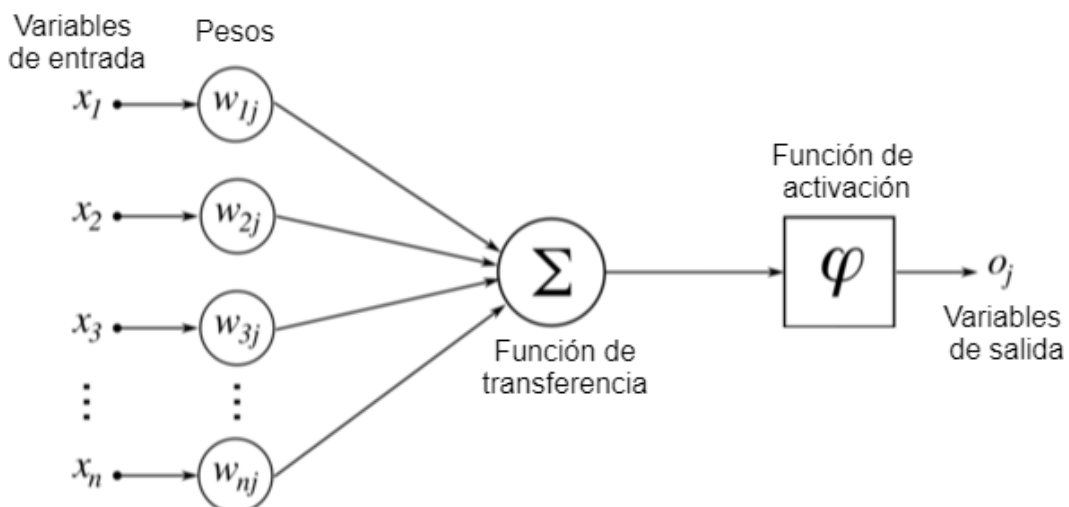 Variables
de entrada
Pesos
x1
w1j
x2
w2j
x3
w3j
⋮
⋮
xn
wnj
Σ
Función de
transferencia
Función de
activación
φ
oj
Variables
de salida